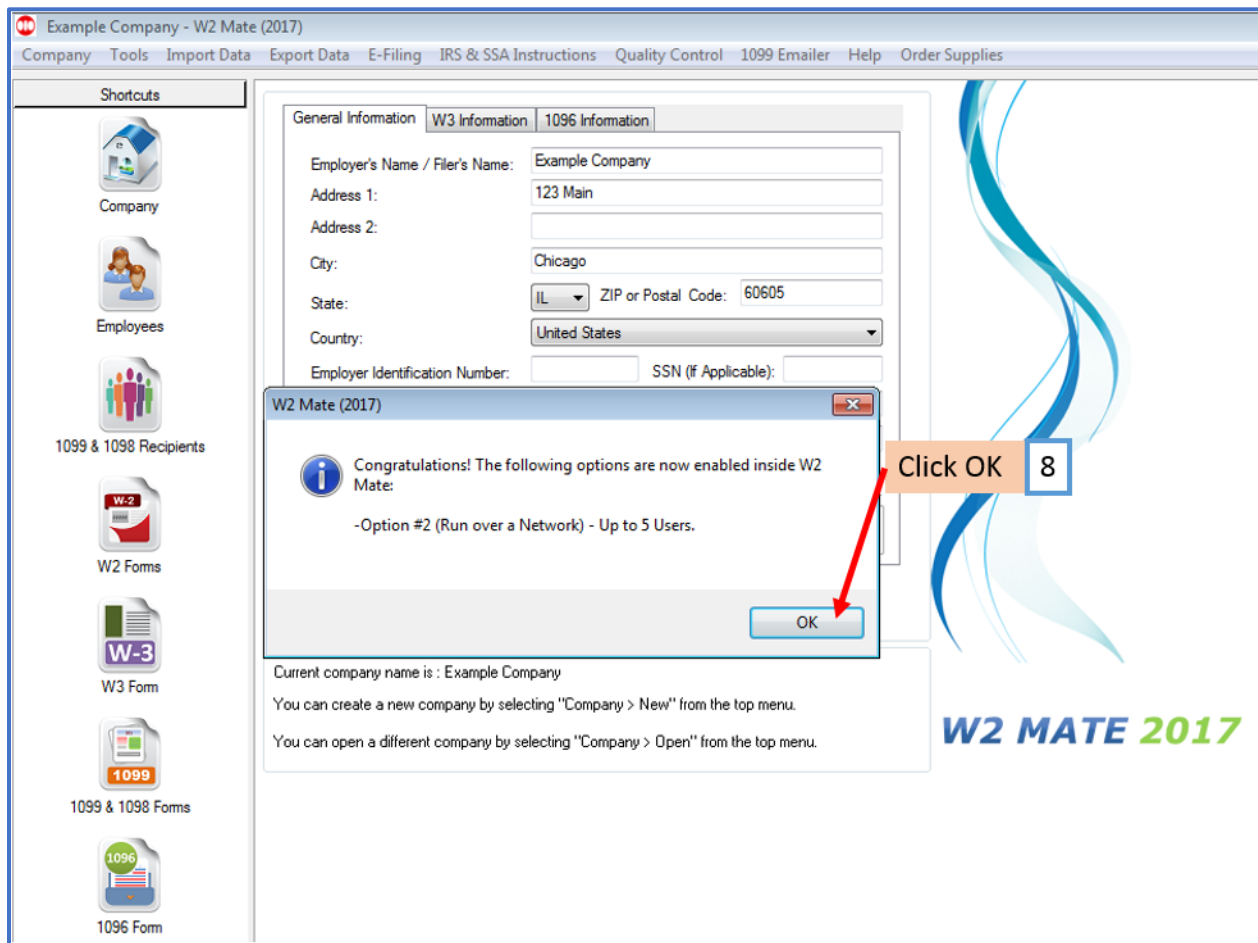 Example Company - W2 Mate (2017)
Company Tools Import Data Export Data E-Filing IRS & SSA Instructions Quality Control 1099 Emailer Help Order Supplies
Shortcuts
Company
Employees
1099 & 1098 Recipients
W-2
W2 Forms
W-3
W3 Form
1099
1099 & 1098 Forms
1096
1096 Form
General Information W3 Information 1096 Information
Employer's Name / Filer's Name: Example Company
Address 1: 123 Main
Address 2:
City: Chicago
State: IL ZIP or Postal Code: 60605
Country: United States
Employer Identification Number: SSN (If Applicable):
W2 Mate (2017)
Congratulations! The following options are now enabled inside W2
Mate:
-Option #2 (Run over a Network) - Up to 5 Users.
OK
Click OK 8
Current company name is : Example Company
You can create a new company by selecting "Company > New" from the top menu.
You can open a different company by selecting "Company > Open" from the top menu.
W2 MATE 2017